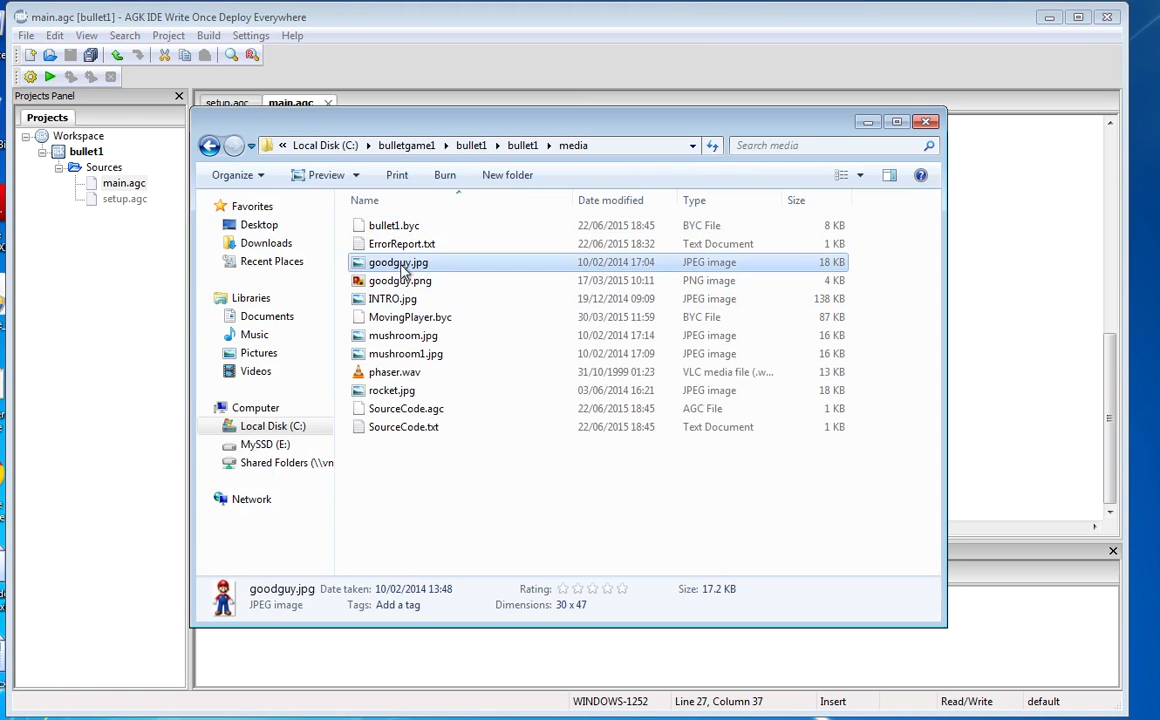 main.agc [bullet1] - AGK IDE Write Once Deploy Everywhere
File Edit View Search Project Build Settings Help
Projects Panel
setup.agc main.agc
Projects
Workspace
bullet1
Sources
main.agc
setup.agc
Local Disk (C:) bulletgame1 bullet1 bullet1 media
Search media
Organize Preview Print Burn New folder
Name Date modified Type Size
Favorites
Desktop
Downloads
Recent Places
Libraries
Documents
Music
Pictures
Videos
Computer
Local Disk (C:)
MySSD (E:)
Shared Folders (\\vn
Network
bullet1.byc 22/06/2015 18:45 BYC File 8 KB
ErrorReport.txt 22/06/2015 18:32 Text Document 1 KB
goodguy.jpg 10/02/2014 17:04 JPEG image 18 KB
goodguy.png 17/03/2015 10:11 PNG image 23 KB
INTRO.jpg 19/12/2014 09:09 JPEG image 138 KB
MovingPlayer.byc 30/03/2015 11:59 BYC File 87 KB
mushroom.jpg 10/02/2014 17:14 JPEG image 16 KB
mushroom1.jpg 10/02/2014 17:09 JPEG image 16 KB
phaser.wav 31/10/1999 01:23 VLC media file (.w... 13 KB
rocket.jpg 03/06/2014 16:21 JPEG image 18 KB
SourceCode.agc 22/06/2015 18:45 AGC File 1 KB
SourceCode.txt 22/06/2015 18:45 Text Document 1 KB
goodguy.jpg Date taken: 10/02/2014 13:48 Rating: Size: 17.2 KB
JPEG image Tags: Add a tag Dimensions: 30 x 47
WINDOWS-1252 Line 27, Column 37 Insert Read/Write default